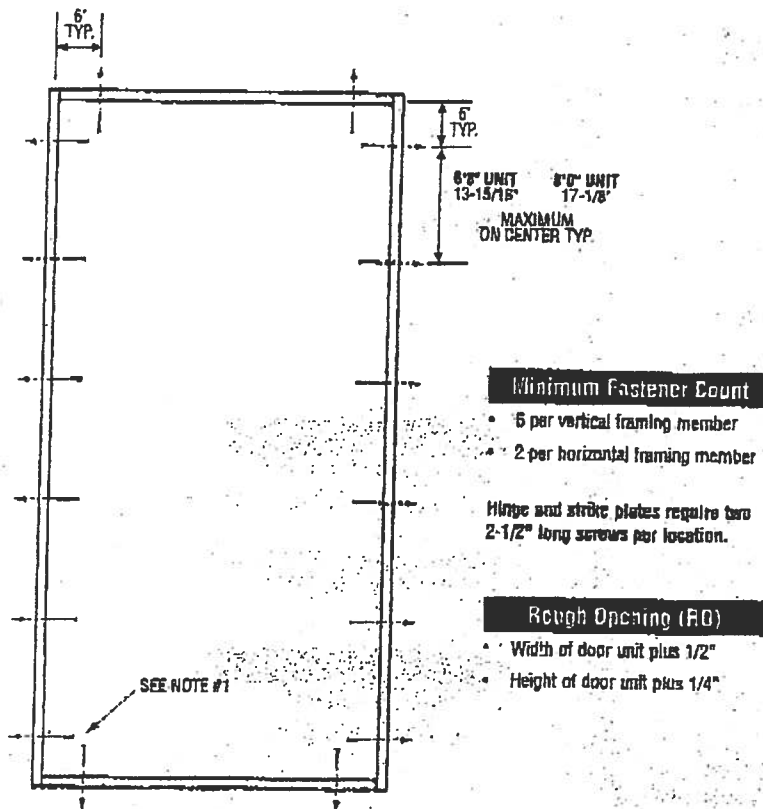 6"
TYP.
6"
TYP.
6'8" UNIT 8'0" UNIT
13-15/16" 17-1/8"
MAXIMUM
ON CENTER TYP.
Minimum Fastener Count
• 6 per vertical framing member
• 2 per horizontal framing member
Hinge and strike plates require two
2-1/2" long screws per location.
Rough Opening (RO)
• Width of door unit plus 1/2"
• Height of door unit plus 1/4"
SEE NOTE #1